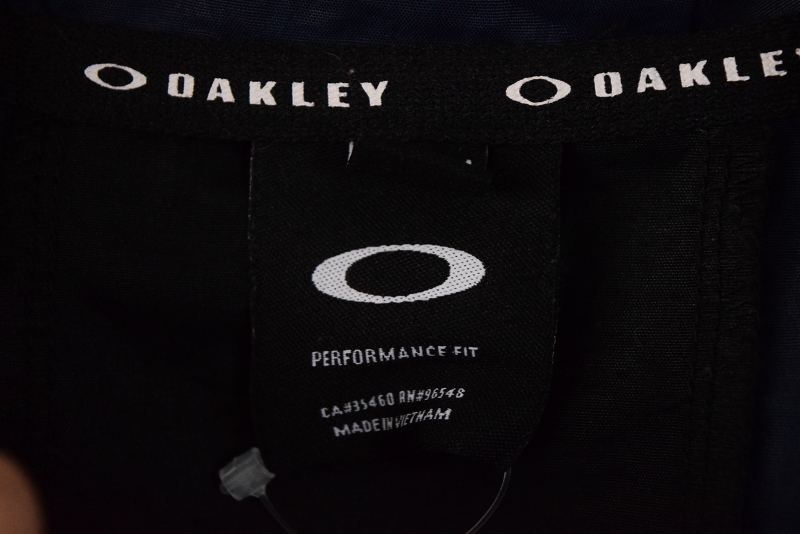 OAKLEY OAKLEY
PERFORMANCE FIT
CA#35460 RN#96548
MADE IN VIETNAM